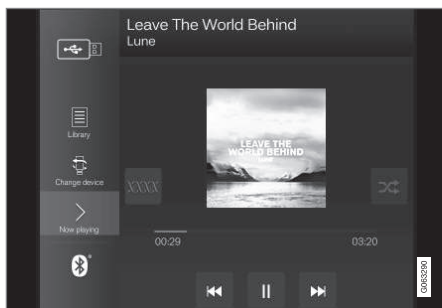 Leave The World Behind
Lune
Library
Change device
Now playing
LEAVE THE
WORLD BEHIND
XXXX
00:29
03:20
G063290